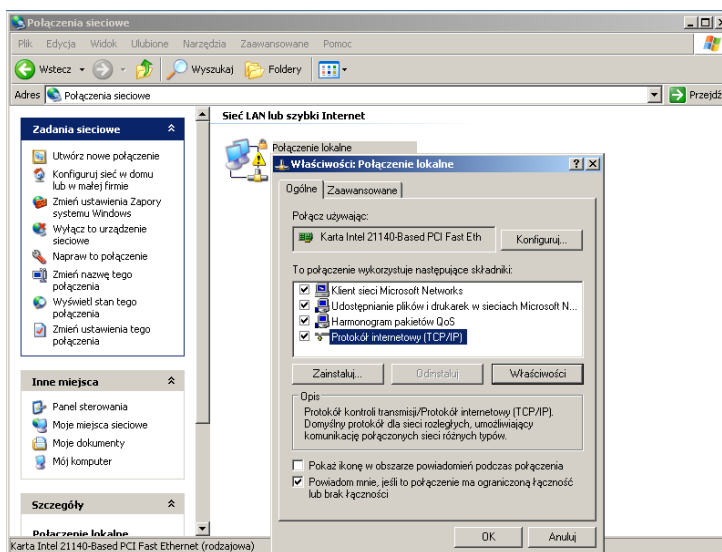 Połączenia sieciowe
Plik Edycja Widok Ulubione Narzędzia Zaawansowane Pomoc
Wstecz Wyszukaj Foldery
Adres Połączenia sieciowe Przejdź
Zadania sieciowe
Utwórz nowe połączenie
Konfiguruj sieć w domu
lub w małej firmie
Zmień ustawienia Zapory
systemu Windows
Wyłącz to urządzenie
sieciowe
Napraw to połączenie
Zmień nazwę tego
połączenia
Wyświetl stan tego
połączenia
Zmień ustawienia tego
połączenia
Inne miejsca
Panel sterowania
Moje miejsca sieciowe
Moje dokumenty
Mój komputer
Szczegóły
Połączenie lokalne
Sieć LAN lub szybki Internet
Połączenie lokalne
Właściwości: Połączenie lokalne
Ogólne Zaawansowane
Połącz używając:
Karta Intel 21140-Based PCI Fast Eth Konfiguruj...
To połączenie wykorzystuje następujące składniki:
Klient sieci Microsoft Networks
Udostępnianie plików i drukarek w sieciach Microsoft N...
Harmonogram pakietów QoS
Protokół internetowy (TCP/IP)
Zainstaluj... Odinstaluj Właściwości
Opis
Protokół kontroli transmisji/Protokół internetowy (TCP/IP).
Domyślny protokół dla sieci rozległych, umożliwiający
komunikację połączonych sieci różnych typów.
Pokaż ikonę w obszarze powiadomień podczas połączenia
Powiadom mnie, jeśli to połączenie ma ograniczoną łączność
lub brak łączności
OK Anuluj
Karta Intel 21140-Based PCI Fast Ethernet (rodzajowa)